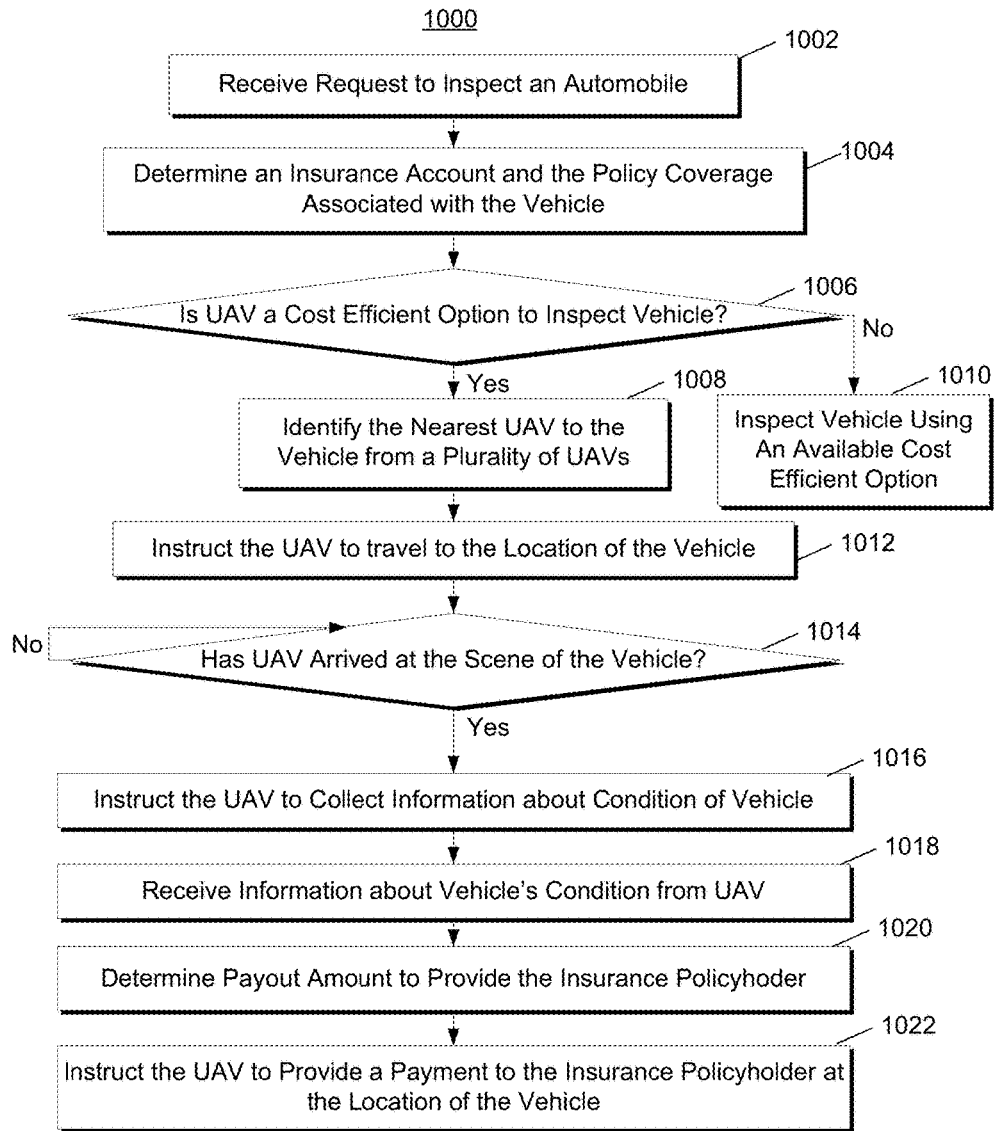 1000
1002
Receive Request to Inspect an Automobile
1004
Determine an Insurance Account and the Policy Coverage
Associated with the Vehicle
1006
Is UAV a Cost Efficient Option to Inspect Vehicle?
No
Yes
1008
Identify the Nearest UAV to the
Vehicle from a Plurality of UAVs
1010
Inspect Vehicle Using
An Available Cost
Efficient Option
Instruct the UAV to travel to the Location of the Vehicle
1012
No
1014
Has UAV Arrived at the Scene of the Vehicle?
Yes
1016
Instruct the UAV to Collect Information about Condition of Vehicle
1018
Receive Information about Vehicle's Condition from UAV
1020
Determine Payout Amount to Provide the Insurance Policyhoder
1022
Instruct the UAV to Provide a Payment to the Insurance Policyholder at
the Location of the Vehicle